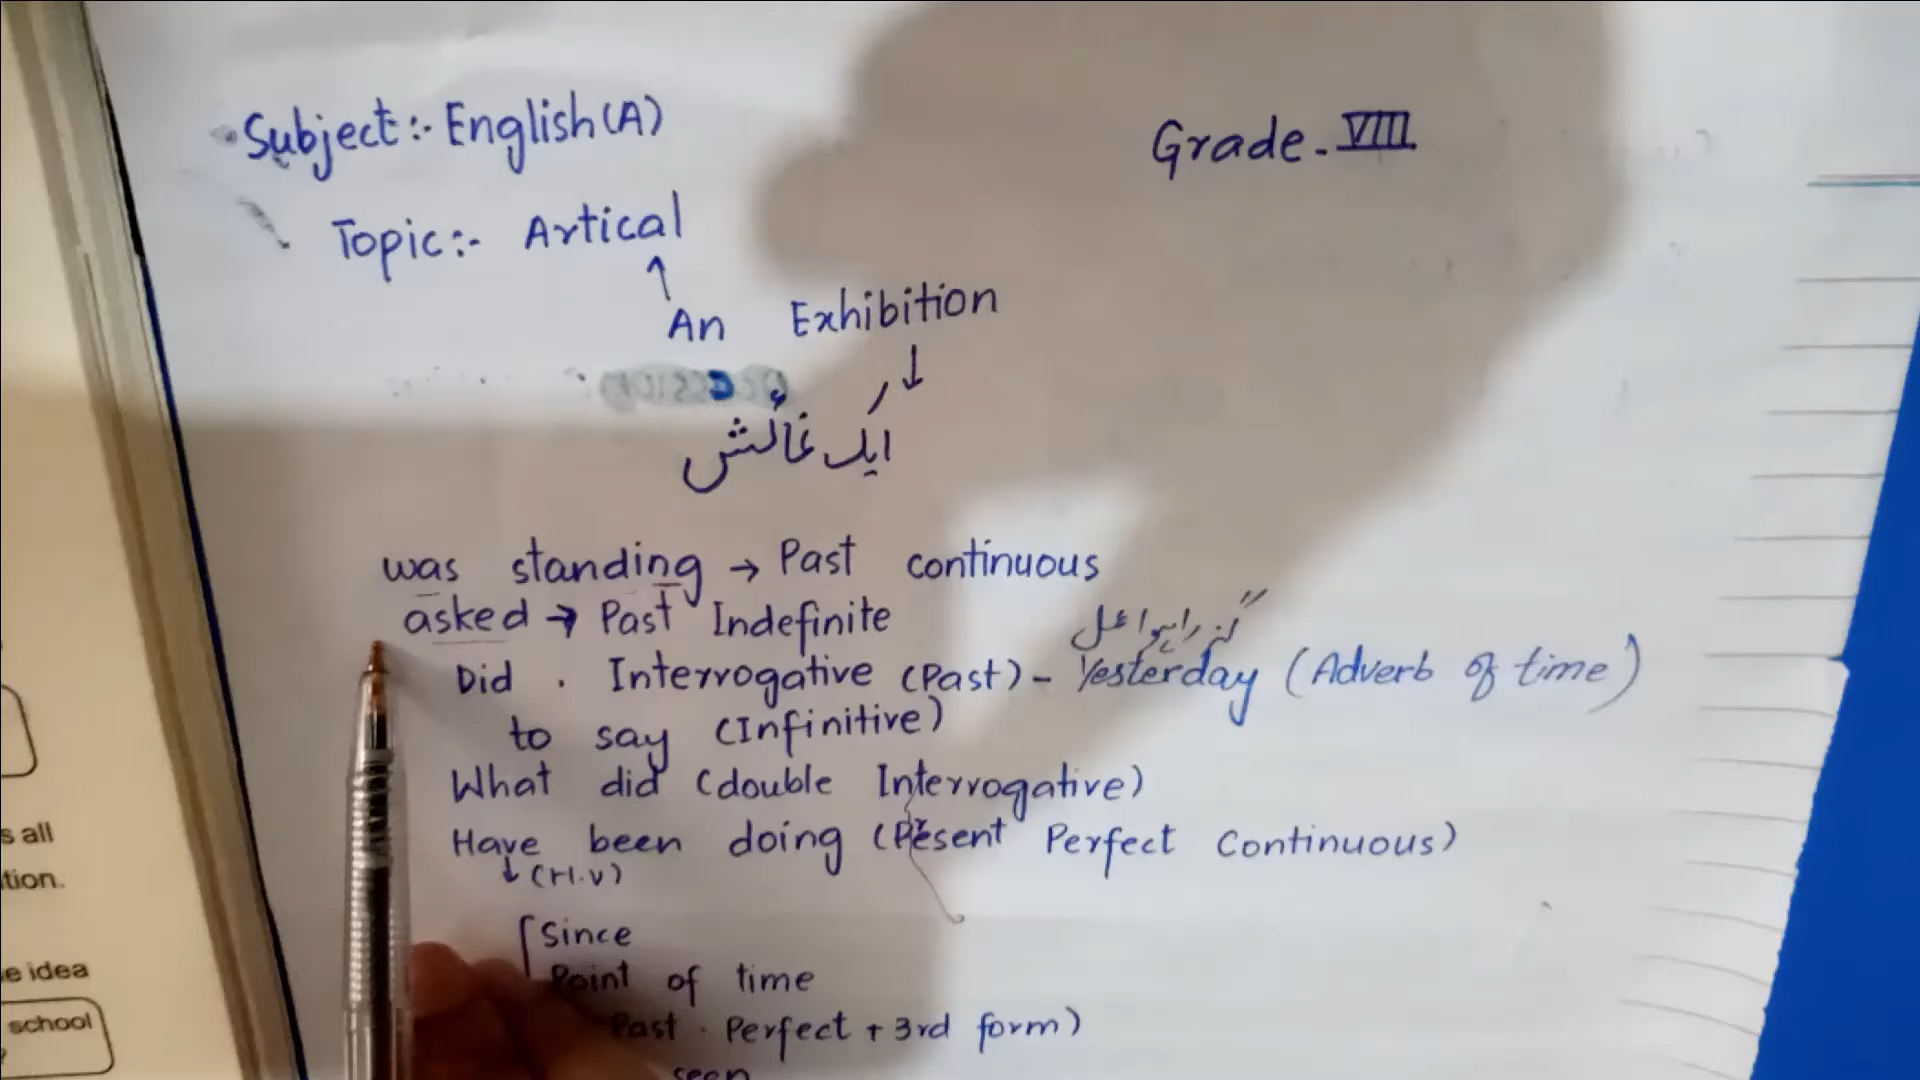 Subject:- English(A)
Grade - VIII
Topic:- Artical
An Exhibition
ایک نمائش
was standing → Past continuous
asked → Past Indefinite
Did . Interrogative (Past) - Yesterday (Adverb of time)
to say (Infinitive)
What did (double Interrogative)
Have been doing (Present Perfect Continuous)
↓ (H.V)
Since
Point of time
Past . Perfect + 3rd form)
seen
s all
tion.
e idea
school